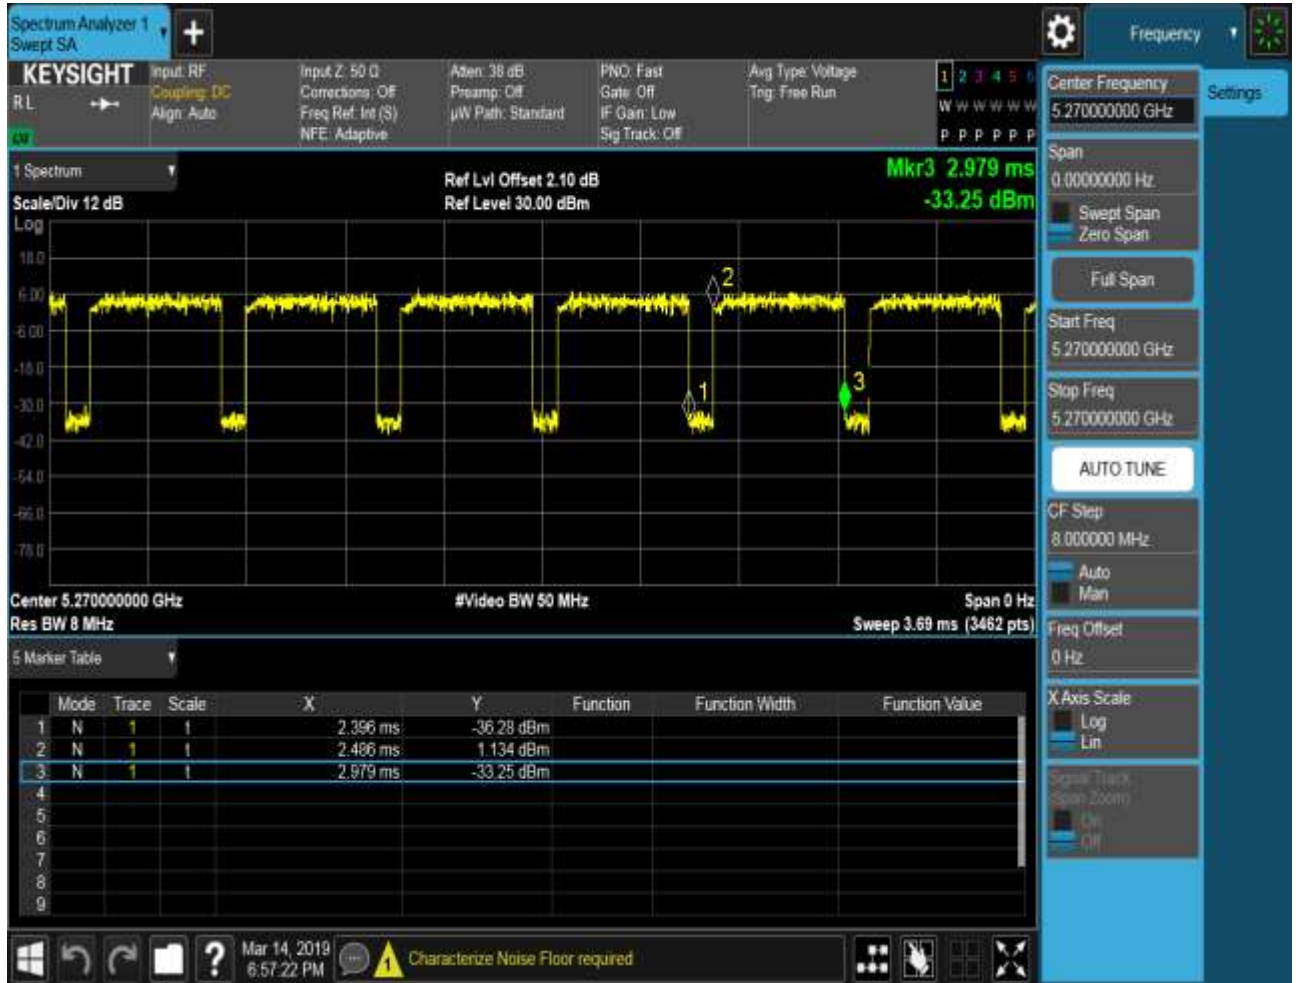 Spectrum Analyzer 1
Swept SA
+
Frequency
KEYSIGHT
RL
Input: RF
Coupling: DC
Align: Auto
Input Z: 50 Ω
Corrections: Off
Freq Ref: Int (S)
NFE: Adaptive
Atten: 38 dB
Preamp: Off
µW Path: Standard
PNO: Fast
Gate: Off
IF Gain: Low
Sig Track: Off
Avg Type: Voltage
Trig: Free Run
1 2 3 4 5 6
W W W W W W
P P P P P P
1 Spectrum
Scale/Div 12 dB
Ref Lvl Offset 2.10 dB
Ref Level 30.00 dBm
Mkr3 2.979 ms
-33.25 dBm
Log
18.0
6.00
-6.00
-18.0
-30.0
-42.0
-54.0
-66.0
-78.0
2
1
3
Center 5.270000000 GHz
#Video BW 50 MHz
Span 0 Hz
Res BW 8 MHz
Sweep 3.69 ms (3462 pts)
5 Marker Table
Mode Trace Scale X Y Function Function Width Function Value
1 N 1 t 2.396 ms -36.28 dBm
2 N 1 t 2.486 ms 1.134 dBm
3 N 1 t 2.979 ms -33.25 dBm
4
5
6
7
8
9
?
Mar 14, 2019
6:57:22 PM
1
Characterize Noise Floor required
Settings
Center Frequency
5.270000000 GHz
Span
0.00000000 Hz
Swept Span
Zero Span
Full Span
Start Freq
5.270000000 GHz
Stop Freq
5.270000000 GHz
AUTO TUNE
CF Step
8.000000 MHz
Auto
Man
Freq Offset
0 Hz
X Axis Scale
Log
Lin
Signal Track
(Span Zoom)
On
Off